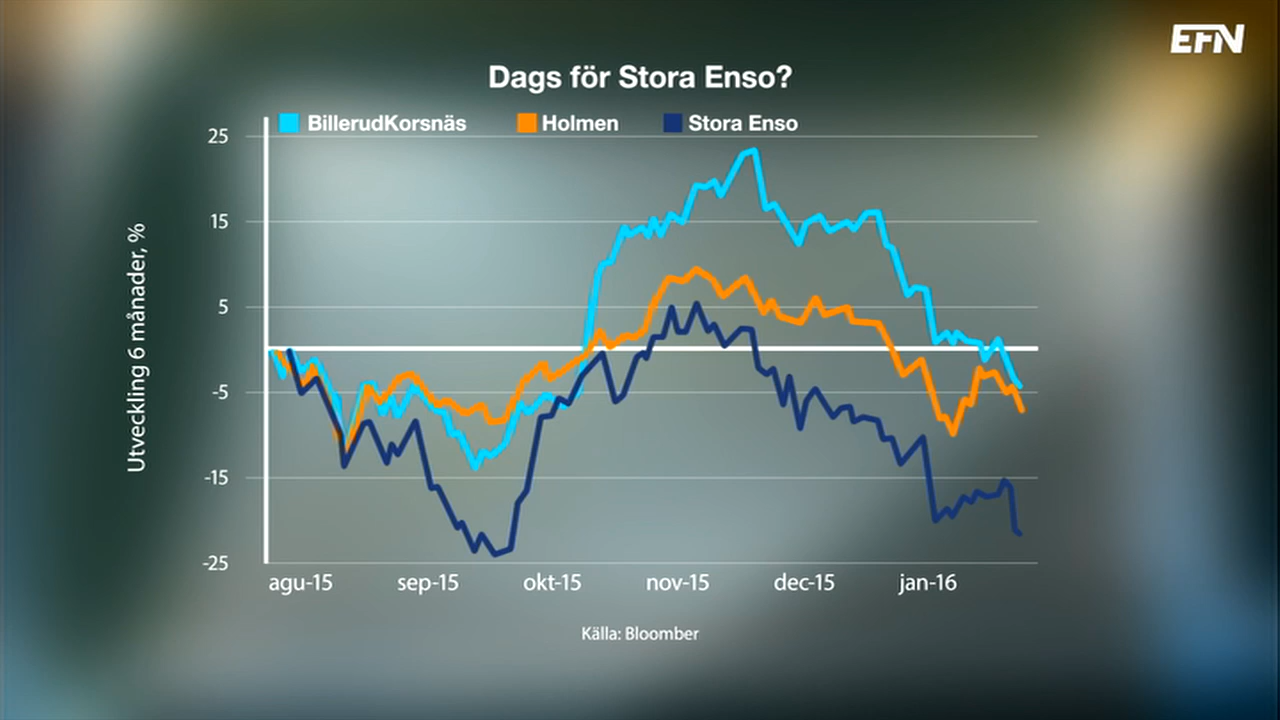 EFN
Dags för Stora Enso?
BillerudKorsnäs Holmen Stora Enso
25
15
5
-5
-15
-25
Utveckling 6 månader, %
agu-15 sep-15 okt-15 nov-15 dec-15 jan-16
Källa: Bloomber